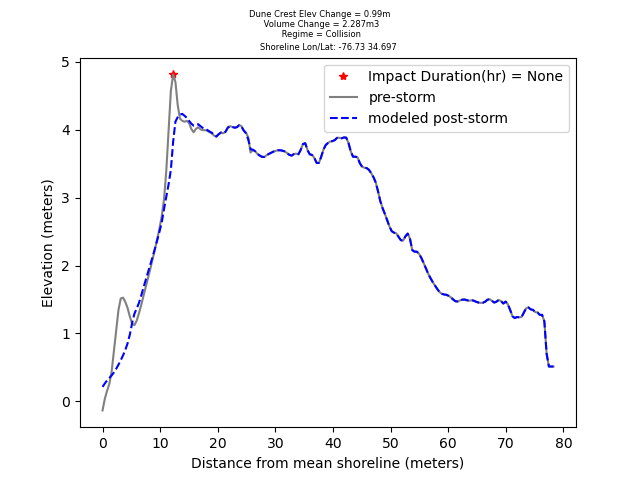 Dune Crest Elev Change = 0.99m
Volume Change = 2.287m3
Regime = Collision
Shoreline Lon/Lat: -76.73 34.697
Impact Duration(hr) = None
pre-storm
modeled post-storm
Elevation (meters)
5
4
3
2
1
0
0 10 20 30 40 50 60 70 80
Distance from mean shoreline (meters)